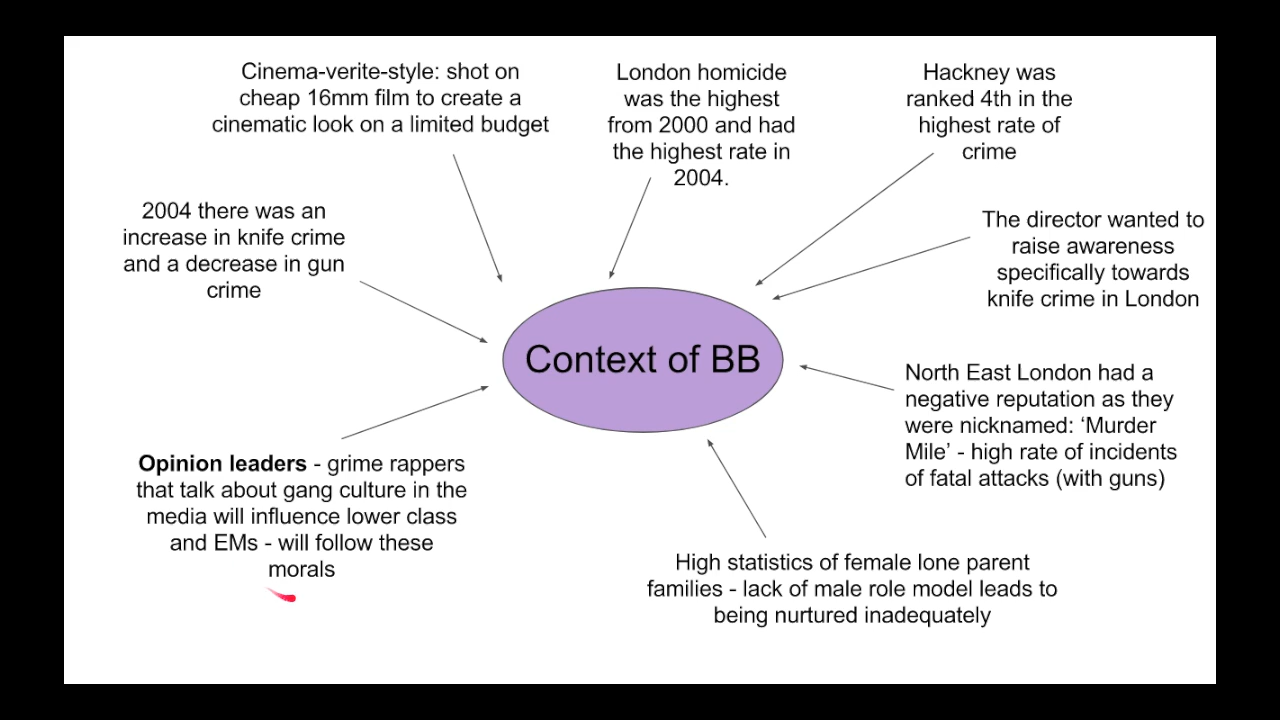 Cinema-verite-style: shot on
cheap 16mm film to create a
cinematic look on a limited budget
London homicide
was the highest
from 2000 and had
the highest rate in
2004.
Hackney was
ranked 4th in the
highest rate of
crime
2004 there was an
increase in knife crime
and a decrease in gun
crime
The director wanted to
raise awareness
specifically towards
knife crime in London
Context of BB
North East London had a
negative reputation as they
were nicknamed: ‘Murder
Mile’ - high rate of incidents
of fatal attacks (with guns)
Opinion leaders - grime rappers
that talk about gang culture in the
media will influence lower class
and EMs - will follow these
morals
High statistics of female lone parent
families - lack of male role model leads to
being nurtured inadequately